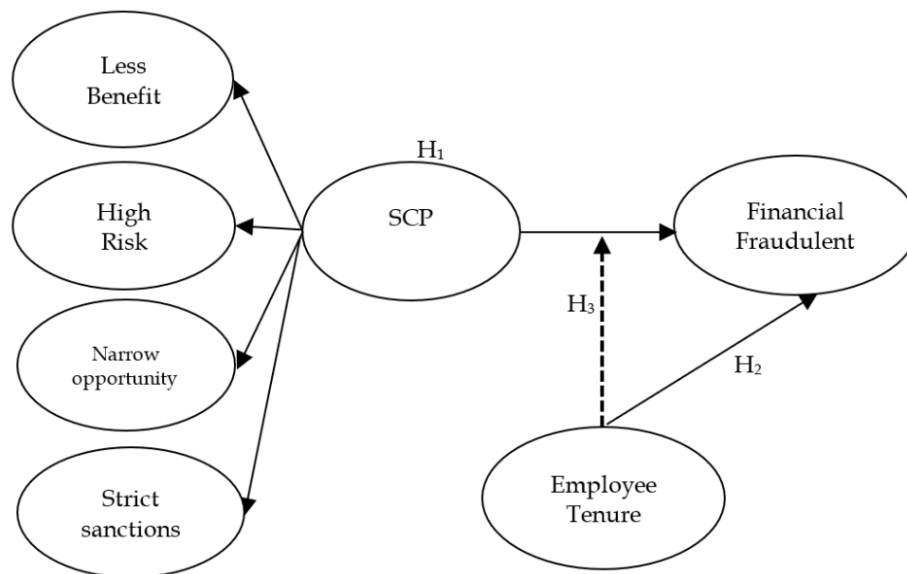 Less
Benefit
High
Risk
Narrow
opportunity
Strict
sanctions
H₁
SCP
Financial
Fraudulent
H₃
H₂
Employee
Tenure